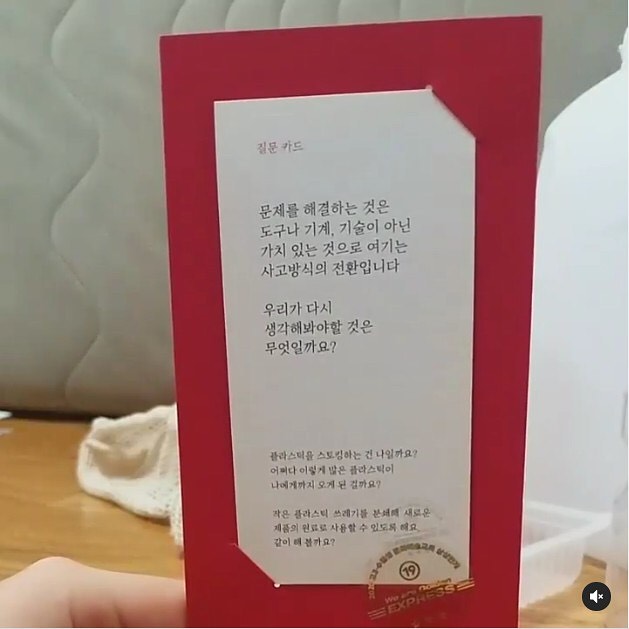 질문 카드
문제를 해결하는 것은
도구나 기계, 기술이 아닌
가치 있는 것으로 여기는
사고방식의 전환입니다
우리가 다시
생각해봐야할 것은
무엇일까요?
플라스틱을 스토킹하는 건 나일까요?
어쩌다 이렇게 많은 플라스틱이
나에게까지 오게 된 걸까요?
작은 플라스틱 쓰레기를 분쇄해 새로운
제품의 원료로 사용할 수 있도록 해요.
같이 해 볼까요?
19
We are
EXPRESS